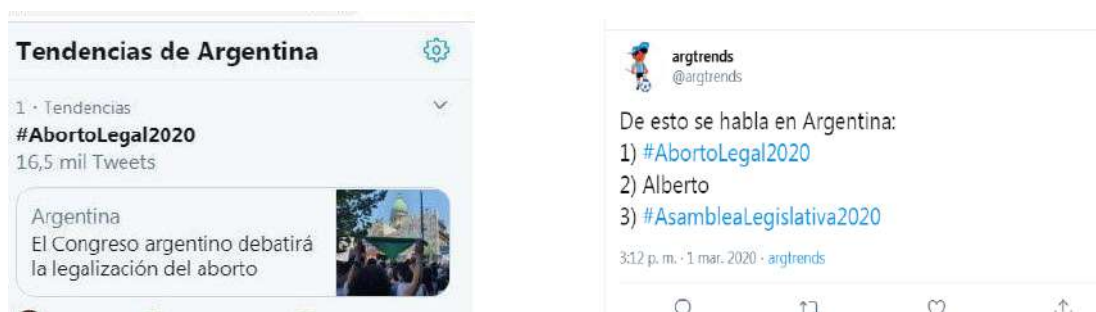 Tendencias de Argentina
1 · Tendencias
#AbortoLegal2020
16,5 mil Tweets
Argentina
El Congreso argentino debatirá
la legalización del aborto
argtrends
@argtrends
De esto se habla en Argentina:
1) #AbortoLegal2020
2) Alberto
3) #AsambleaLegislativa2020
3:12 p. m. · 1 mar. 2020 · argtrends